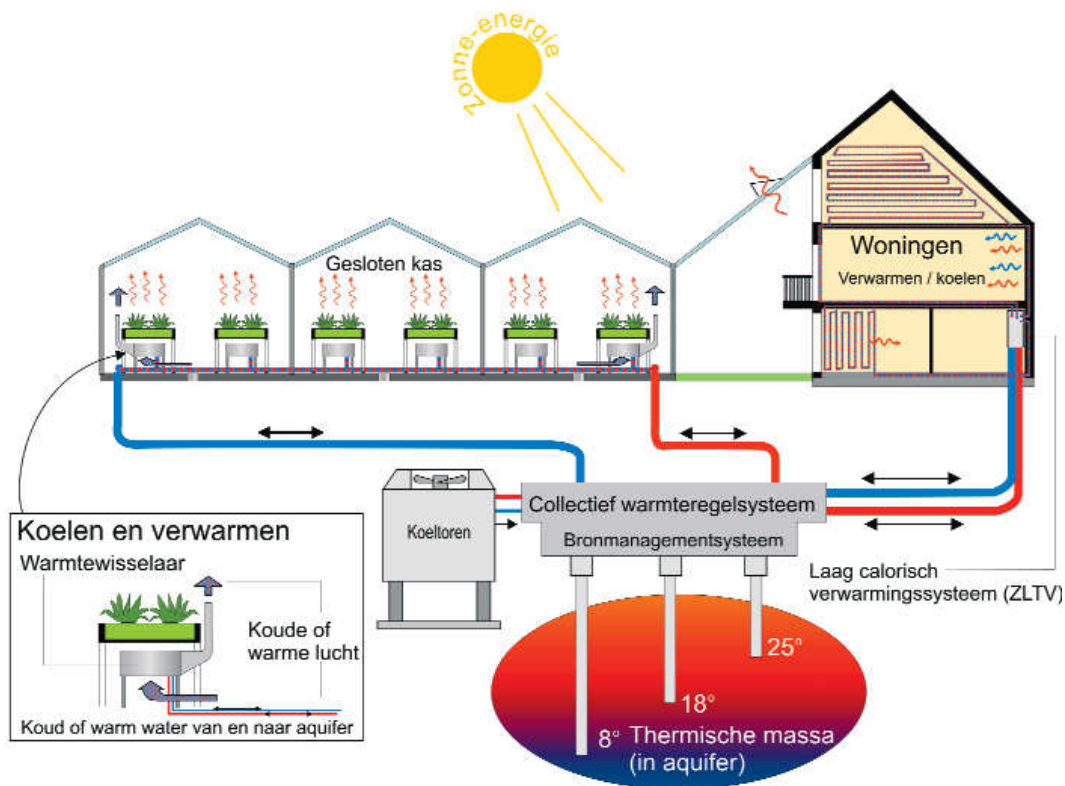 Zonne-energie
Gesloten kas
Woningen
Verwarmen / koelen
Koeltoren
Collectief warmteregelsysteem
Bronmanagementsysteem
Laag calorisch
verwarmingssysteem (ZLTV)
25°
18°
8° Thermische massa
(in aquifer)
Koelen en verwarmen
Warmtewisselaar
Koude of
warme lucht
Koud of warm water van en naar aquifer